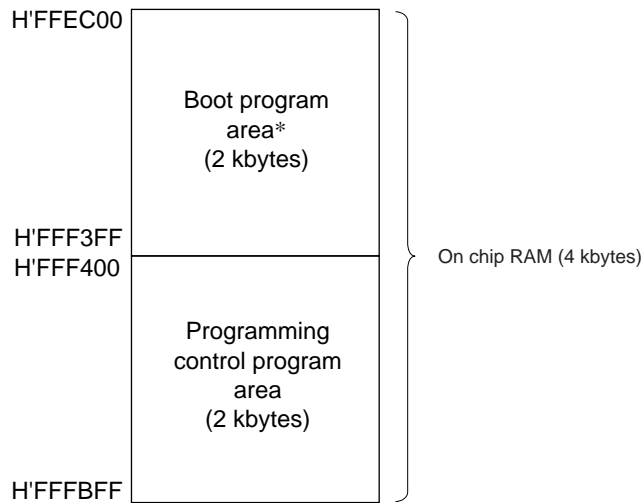 H'FFEC00
Boot program
area*
(2 kbytes)
H'FFF3FF
H'FFF400
On chip RAM (4 kbytes)
Programming
control program
area
(2 kbytes)
H'FFFBFF